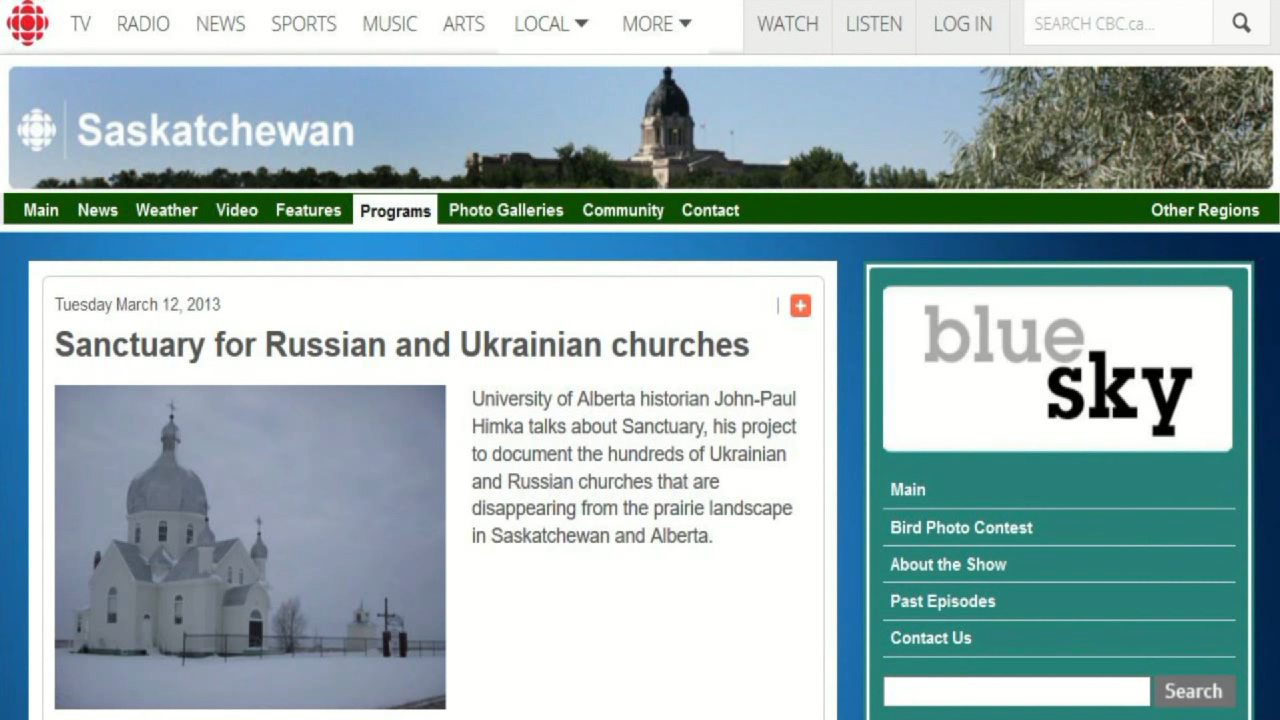 TV RADIO NEWS SPORTS MUSIC ARTS LOCAL MORE WATCH LISTEN LOG IN SEARCH CBC.ca...
Saskatchewan
Main News Weather Video Features Programs Photo Galleries Community Contact Other Regions
Tuesday March 12, 2013
Sanctuary for Russian and Ukrainian churches
University of Alberta historian John-Paul
Himka talks about Sanctuary, his project
to document the hundreds of Ukrainian
and Russian churches that are
disappearing from the prairie landscape
in Saskatchewan and Alberta.
blue
sky
Main
Bird Photo Contest
About the Show
Past Episodes
Contact Us
Search